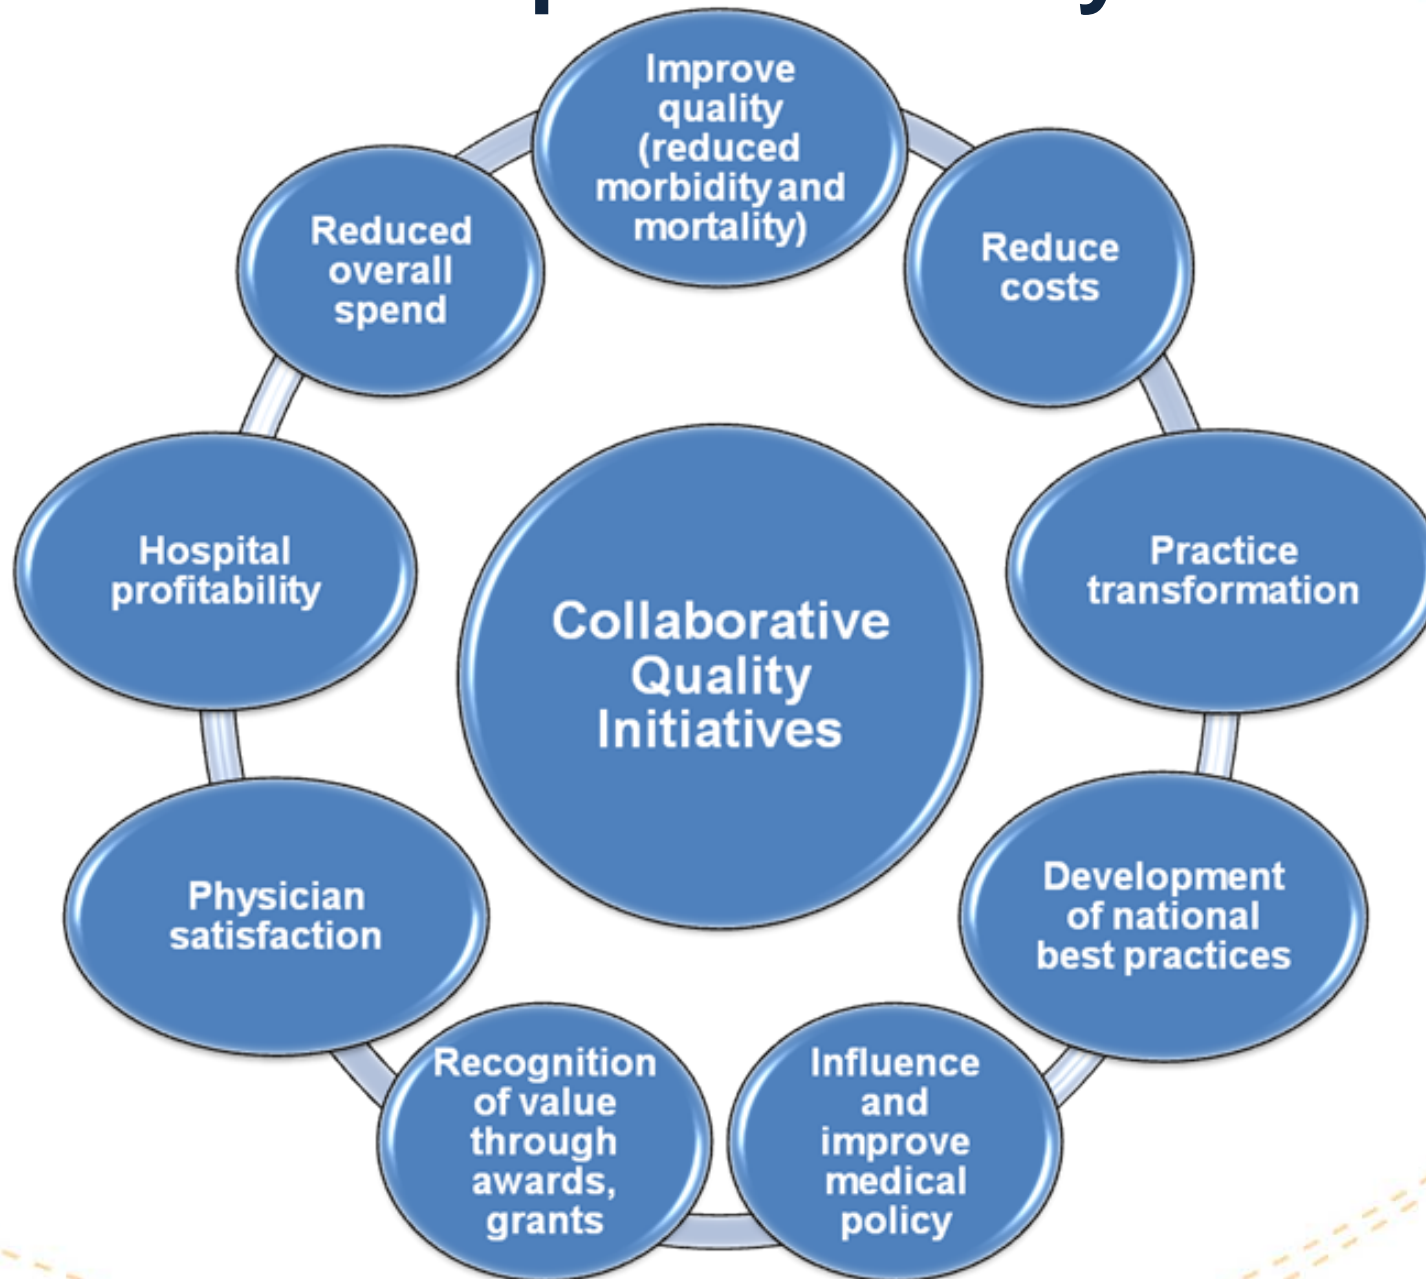 Improve
quality
(reduced
morbidity and
mortality)
Reduce
costs
Practice
transformation
Development
of national
best practices
Influence
and
improve
medical
policy
Recognition
of value
through
awards,
grants
Physician
satisfaction
Hospital
profitability
Reduced
overall
spend
Collaborative
Quality
Initiatives